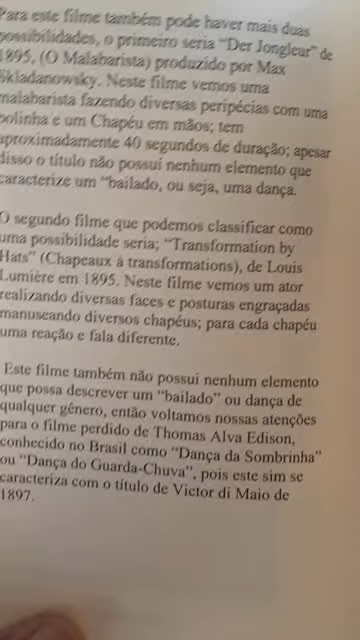 Para este filme também pode haver mais duas
possibilidades, o primeiro seria "Der Jongleur" de
1895, (O Malabarista) produzido por Max
Skladanowsky. Neste filme vemos uma
malabarista fazendo diversas peripécias com uma
bolinha e um Chapéu em mãos; tem
aproximadamente 40 segundos de duração; apesar
disso o título não possuí nenhum elemento que
caracterize um "bailado, ou seja, uma dança.
O segundo filme que podemos classificar como
uma possibilidade seria; "Transformation by
Hats" (Chapeaux à transformations), de Louis
Lumière em 1895. Neste filme vemos um ator
realizando diversas faces e posturas engraçadas
manuseando diversos chapéus; para cada chapéu
uma reação e fala diferente.
Este filme também não possui nenhum elemento
que possa descrever um "bailado" ou dança de
qualquer gênero, então voltamos nossas atenções
para o filme perdido de Thomas Alva Edison,
conhecido no Brasil como "Dança da Sombrinha"
ou "Dança do Guarda-Chuva", pois este sim se
caracteriza com o título de Victor di Maio de
1897.